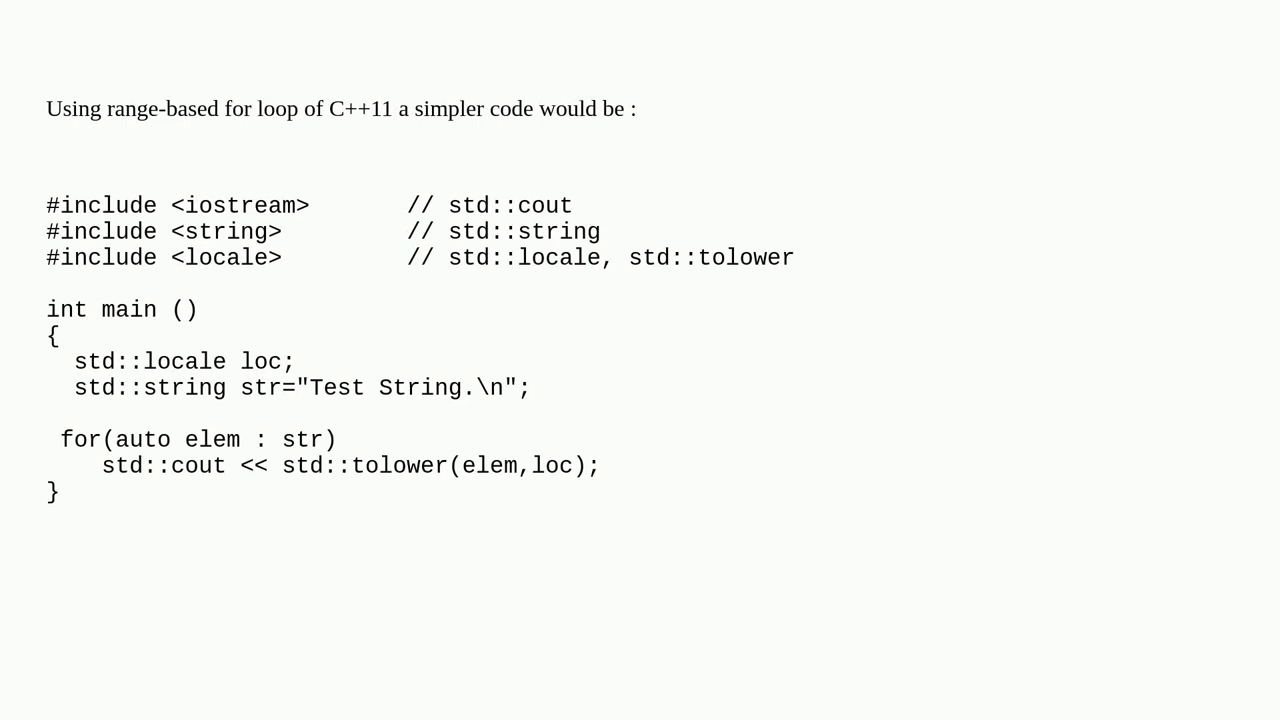 Using range-based for loop of C++11 a simpler code would be :
#include <iostream>       // std::cout
#include <string>         // std::string
#include <locale>         // std::locale, std::tolower
int main ()
{
  std::locale loc;
  std::string str="Test String.\n";
 for(auto elem : str)
    std::cout << std::tolower(elem,loc);
}